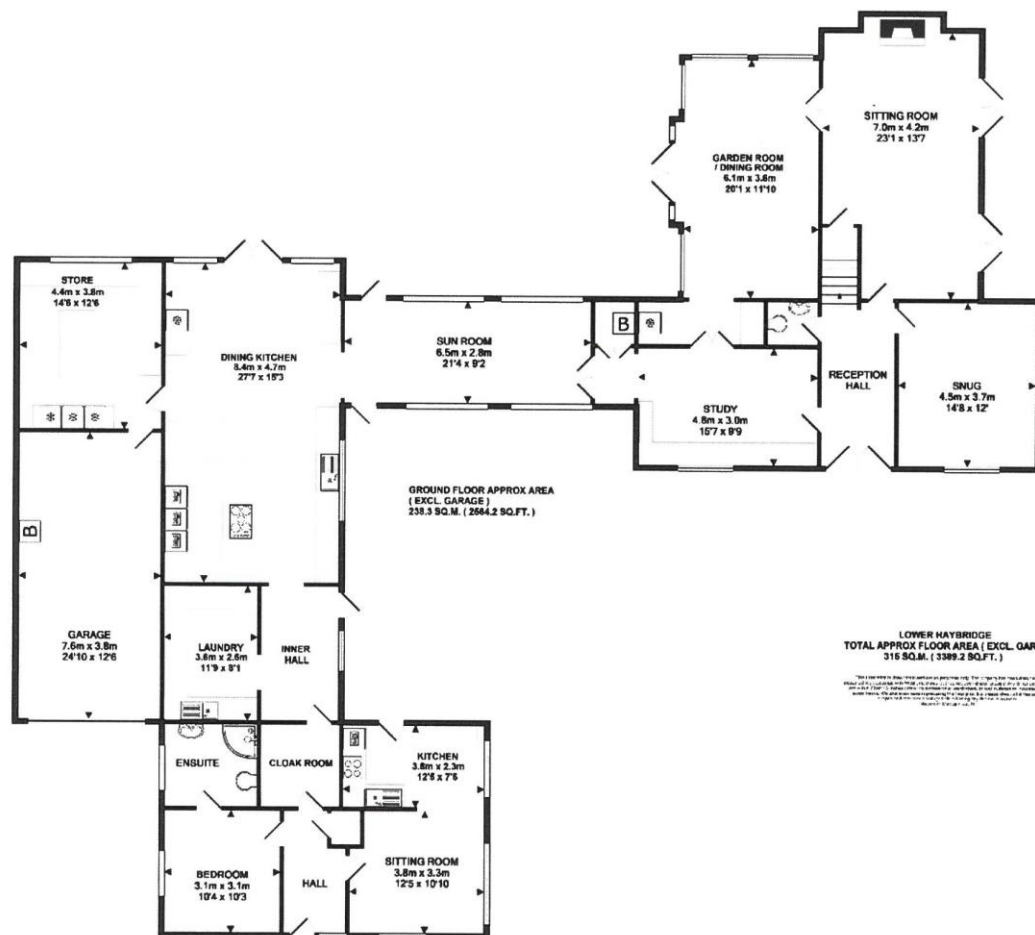 SITTING ROOM
7.0m x 4.2m
23'1 x 13'7
GARDEN ROOM
/ DINING ROOM
6.1m x 3.6m
20'1 x 11'10
STORE
4.4m x 3.8m
14'6 x 12'6
DINING KITCHEN
8.4m x 4.7m
27'7 x 15'3
SUN ROOM
6.5m x 2.8m
21'4 x 9'2
B
STUDY
4.8m x 3.0m
15'7 x 9'9
RECEPTION
HALL
SNUG
4.5m x 3.7m
14'8 x 12'
GROUND FLOOR APPROX AREA
( EXCL. GARAGE )
238.3 SQ.M. ( 2564.2 SQ.FT. )
B
GARAGE
7.6m x 3.8m
24'10 x 12'6
LAUNDRY
3.6m x 2.5m
11'9 x 8'1
INNER
HALL
LOWER HAYBRIDGE
TOTAL APPROX FLOOR AREA ( EXCL. GAR
315 SQ.M. ( 3389.2 SQ.FT. )
ENSUITE
CLOAK ROOM
KITCHEN
3.8m x 2.3m
12'6 x 7'6
BEDROOM
3.1m x 3.1m
10'4 x 10'3
HALL
SITTING ROOM
3.8m x 3.3m
12'5 x 10'10